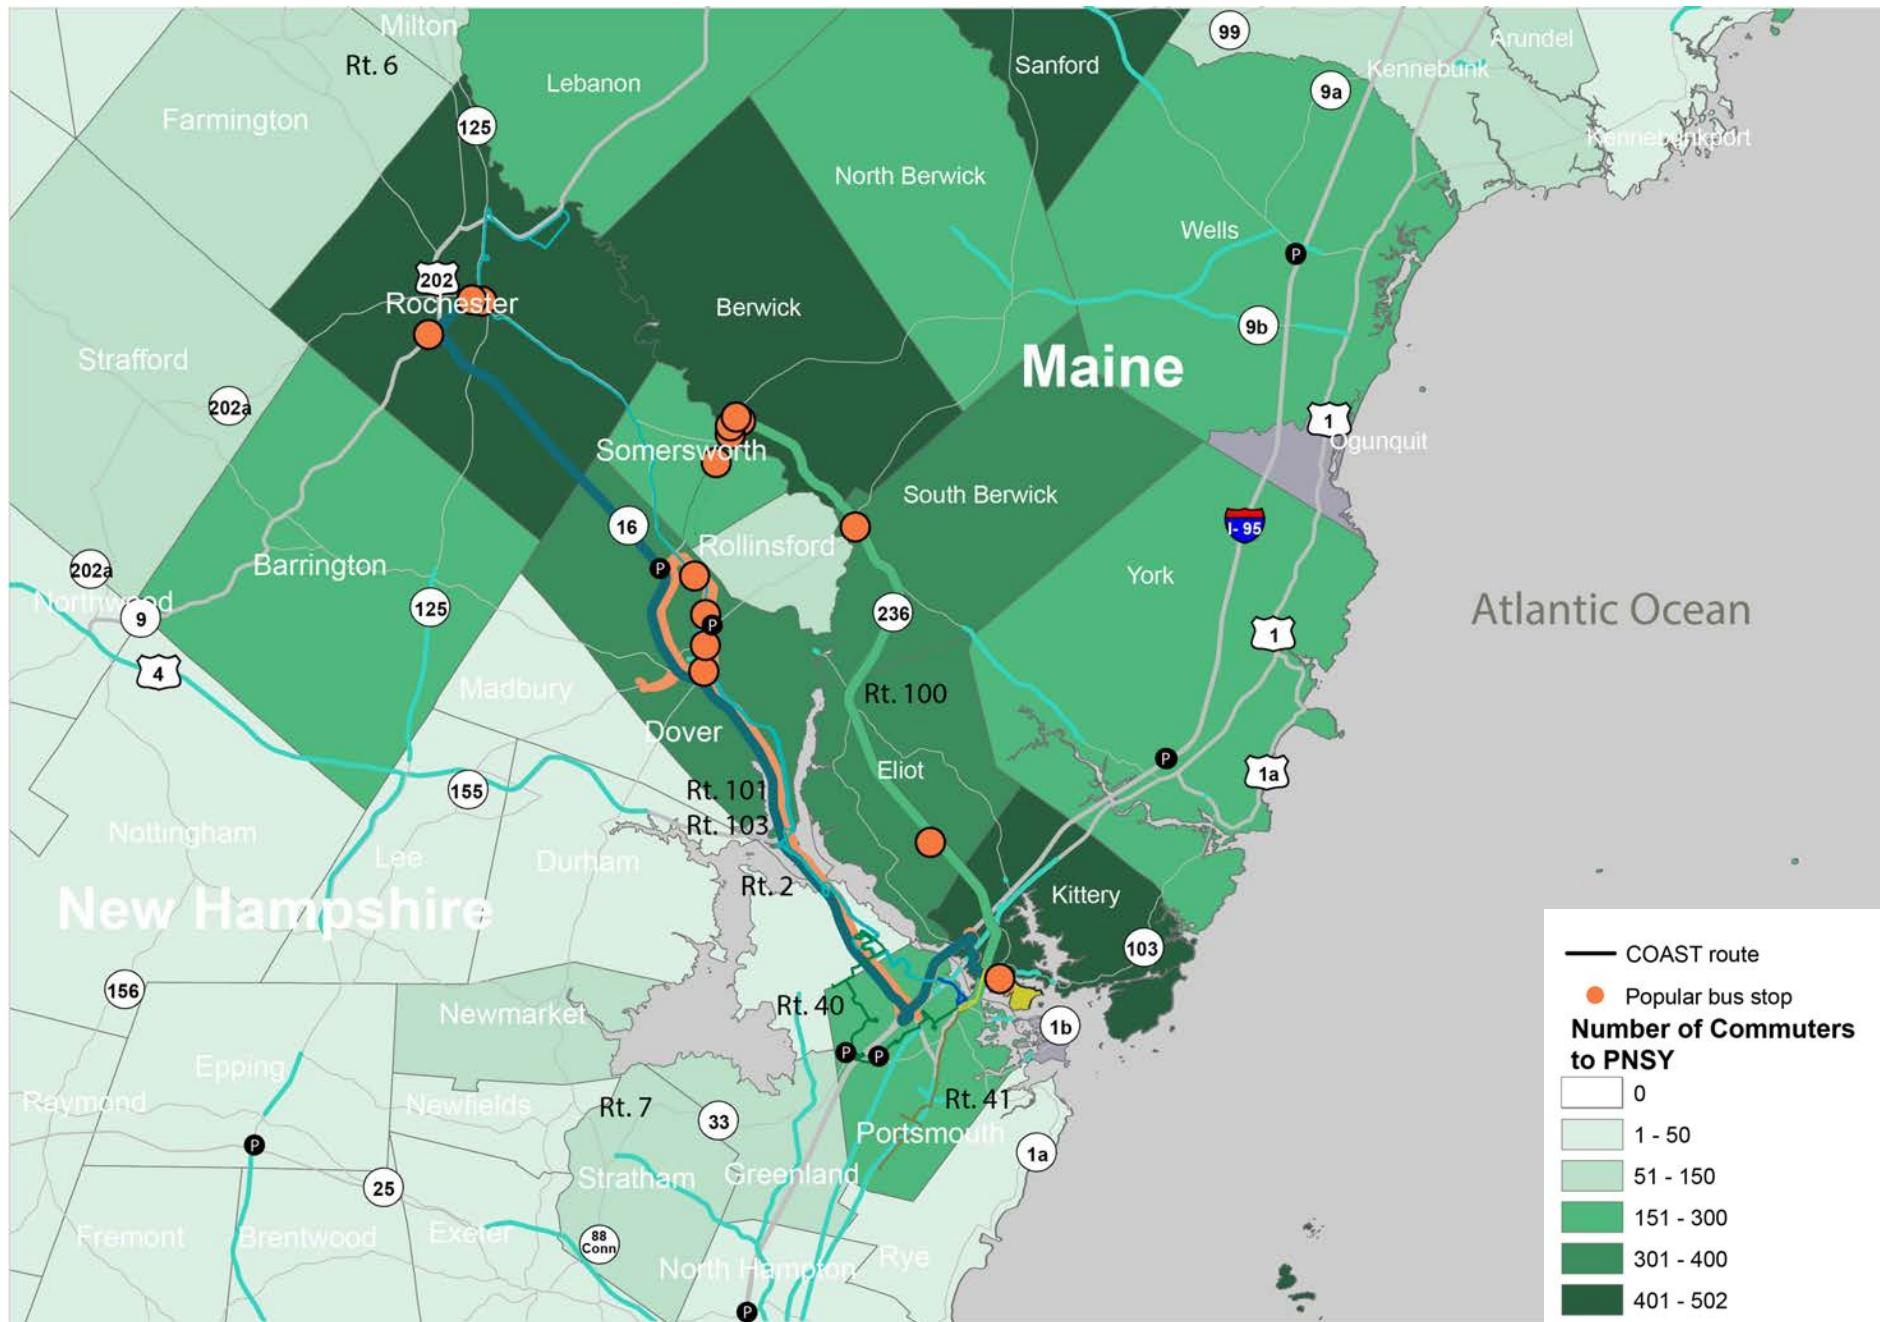 Milton
Rt. 6
Farmington
125
Lebanon
Sanford
99
Arundel
Kennebunk
9a
Kennebunkport
North Berwick
Wells
P
202
Rochester
Berwick
9b
Strafford
202a
Maine
1
Ogunquit
Somersworth
South Berwick
16
I-95
Rollinsford
P
Barrington
202a
Northwood
9
125
P
236
York
Atlantic Ocean
1
4
Madbury
Rt. 100
Dover
Eliot
P
1a
155
Rt. 101
Rt. 103
Nottingham
Lee
Durham
Rt. 2
Kittery
New Hampshire
103
156
Newmarket
Rt. 40
1b
P
P
Epping
Raymond
Newfields
Rt. 7
33
Rt. 41
Portsmouth
P
1a
25
Stratham
Greenland
Fremont
Brentwood
Exeter
88
Conn
North Hampton
Rye
P
COAST route
Popular bus stop
Number of Commuters
to PNSY
0
1 - 50
51 - 150
151 - 300
301 - 400
401 - 502